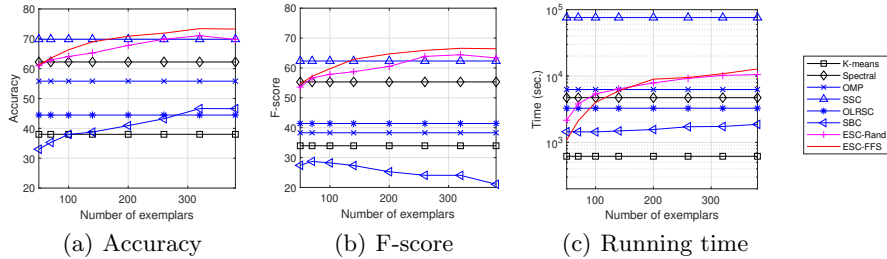 80
70
60
50
40
30
20
Accuracy
100
200
300
Number of exemplars
(a) Accuracy
80
70
60
50
40
30
20
F-score
100
200
300
Number of exemplars
(b) F-score
10^5
10^4
10^3
Time (sec.)
100
200
300
Number of exemplars
(c) Running time
K-means
Spectral
OMP
SSC
OLRSC
SBC
ESC-Rand
ESC-FFS